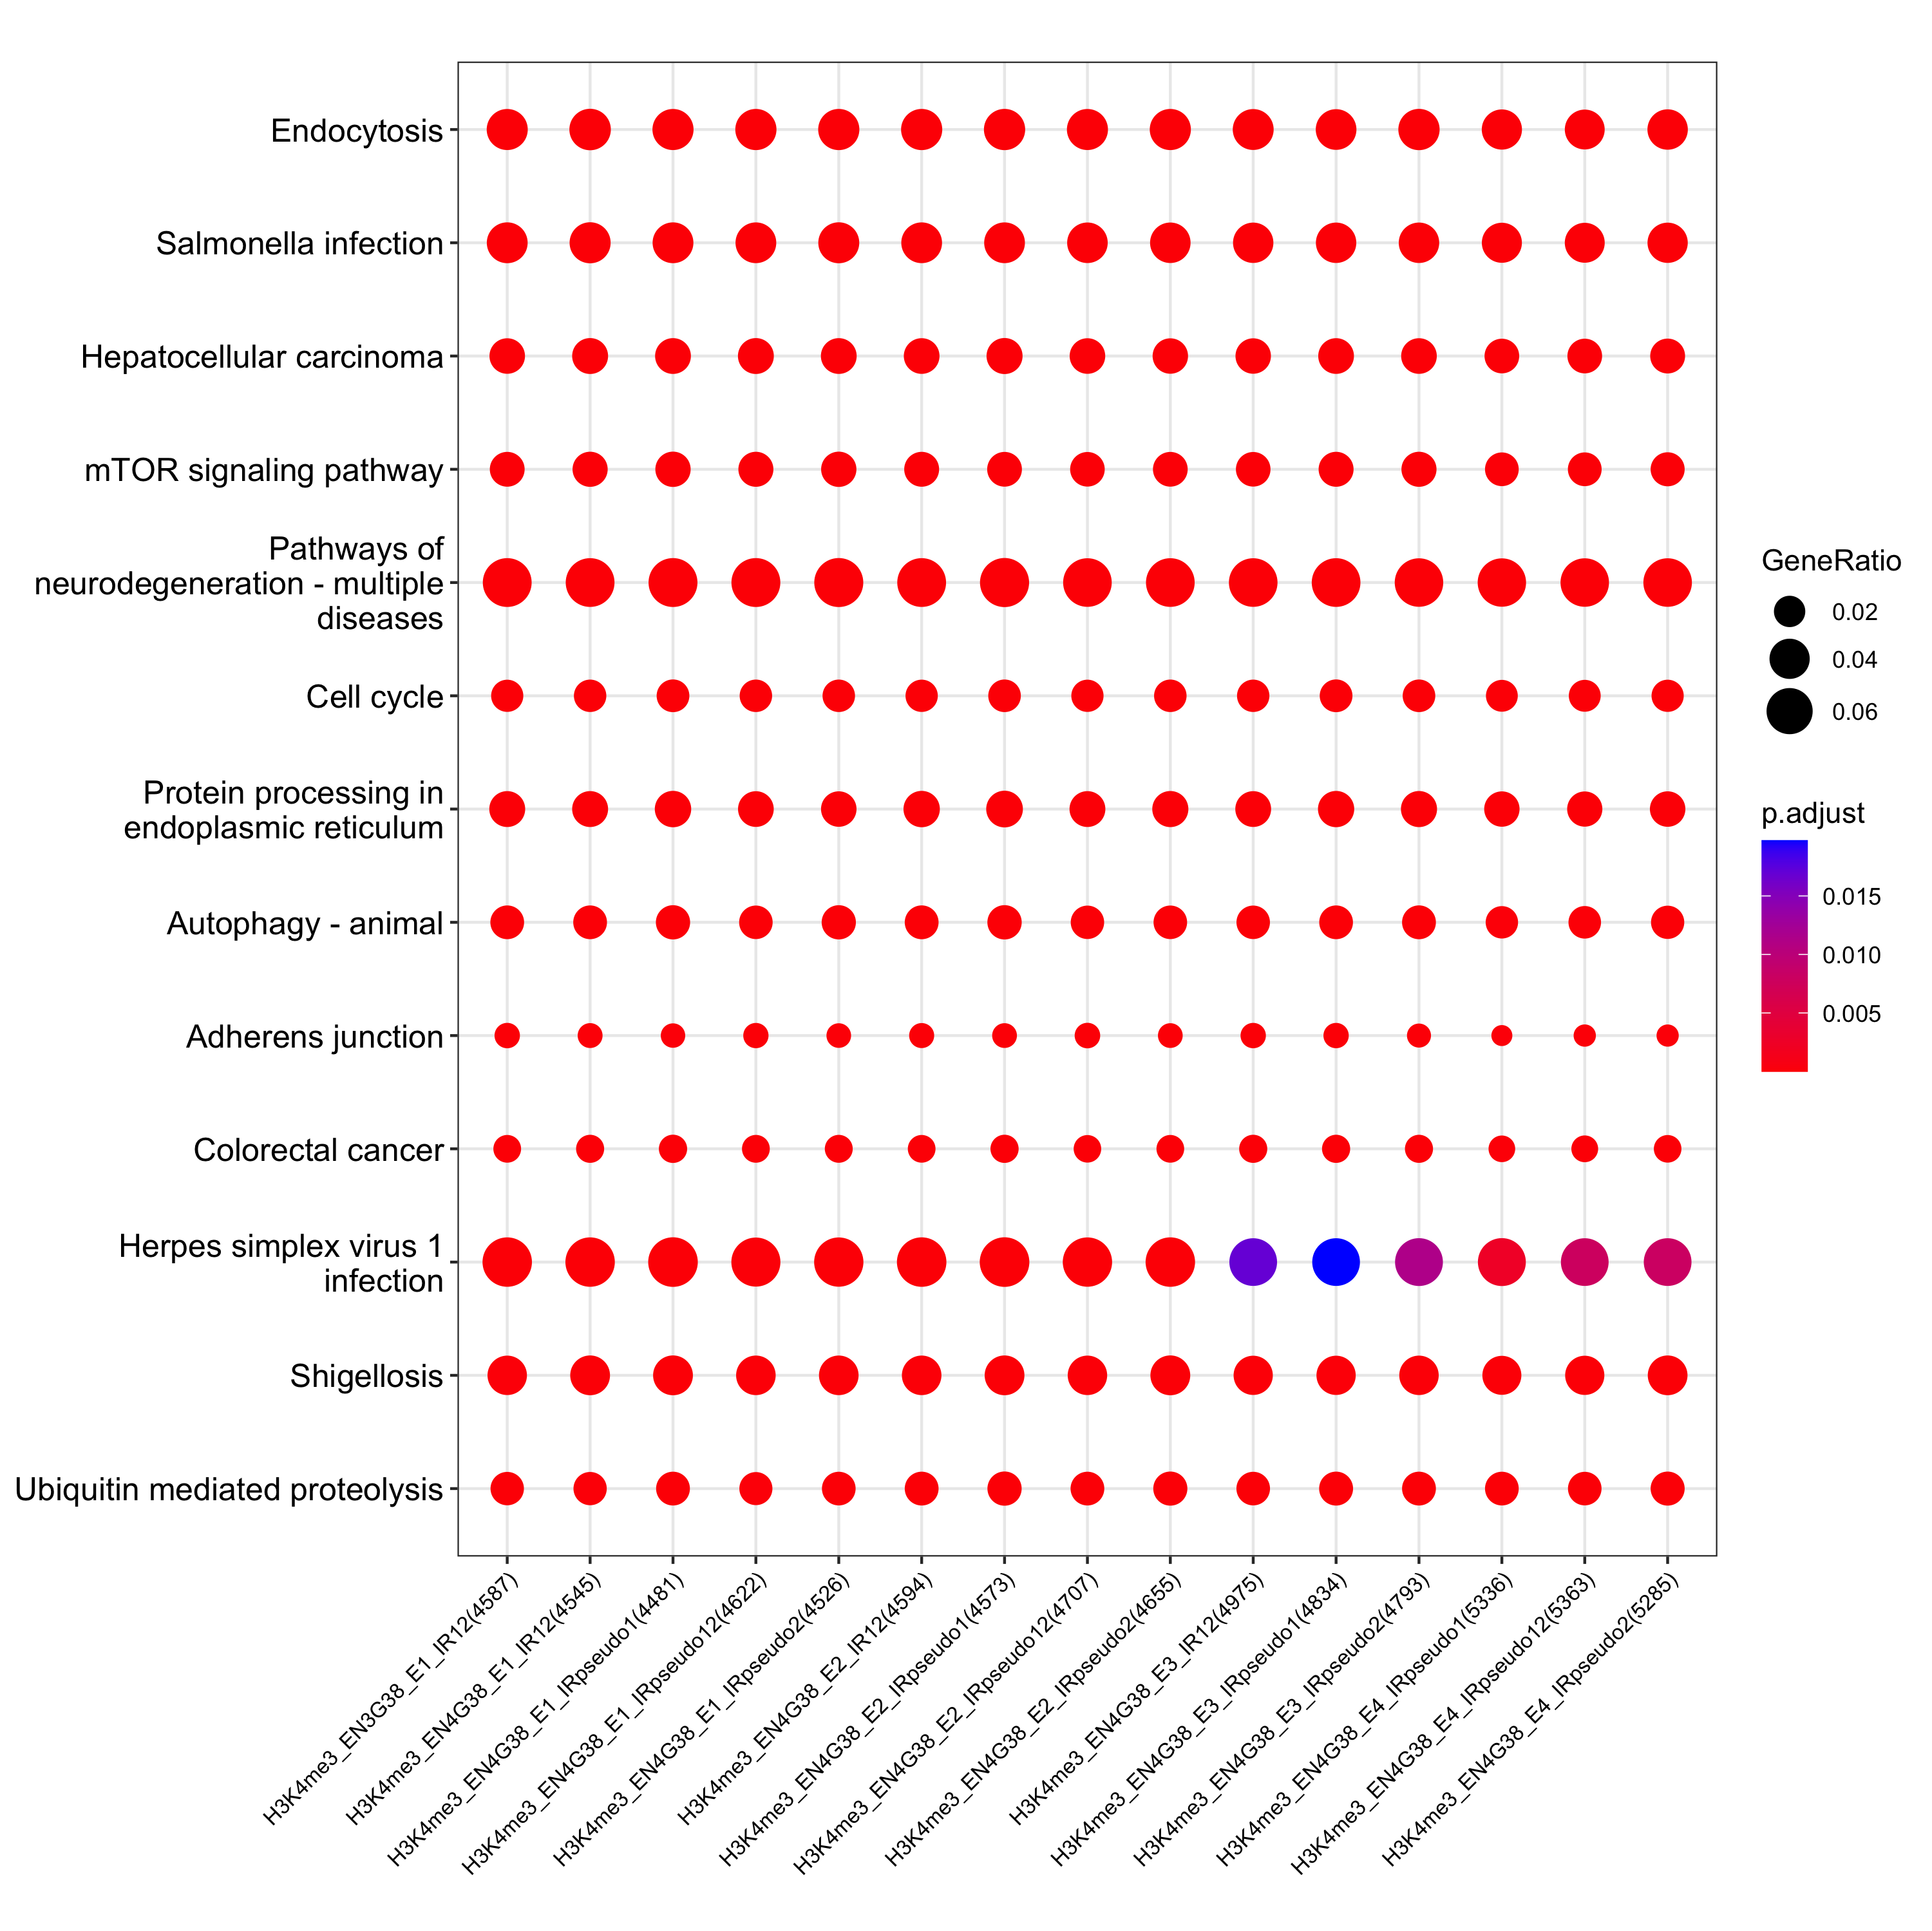 Endocytosis
Salmonella infection
Hepatocellular carcinoma
mTOR signaling pathway
Pathways of
neurodegeneration - multiple
diseases
Cell cycle
Protein processing in
endoplasmic reticulum
Autophagy - animal
Adherens junction
Colorectal cancer
Herpes simplex virus 1
infection
Shigellosis
Ubiquitin mediated proteolysis
H3K4me3_EN3G38_E1_IR12(4587)
H3K4me3_EN4G38_E1_IR12(4545)
H3K4me3_EN4G38_E1_IRpseudo1(4481)
H3K4me3_EN4G38_E1_IRpseudo12(4622)
H3K4me3_EN4G38_E1_IRpseudo2(4526)
H3K4me3_EN4G38_E2_IR12(4594)
H3K4me3_EN4G38_E2_IRpseudo1(4573)
H3K4me3_EN4G38_E2_IRpseudo12(4707)
H3K4me3_EN4G38_E2_IRpseudo2(4655)
H3K4me3_EN4G38_E3_IR12(4975)
H3K4me3_EN4G38_E3_IRpseudo1(4834)
H3K4me3_EN4G38_E3_IRpseudo2(4793)
H3K4me3_EN4G38_E4_IRpseudo1(5336)
H3K4me3_EN4G38_E4_IRpseudo12(5363)
H3K4me3_EN4G38_E4_IRpseudo2(5285)
GeneRatio
0.02
0.04
0.06
p.adjust
0.015
0.010
0.005